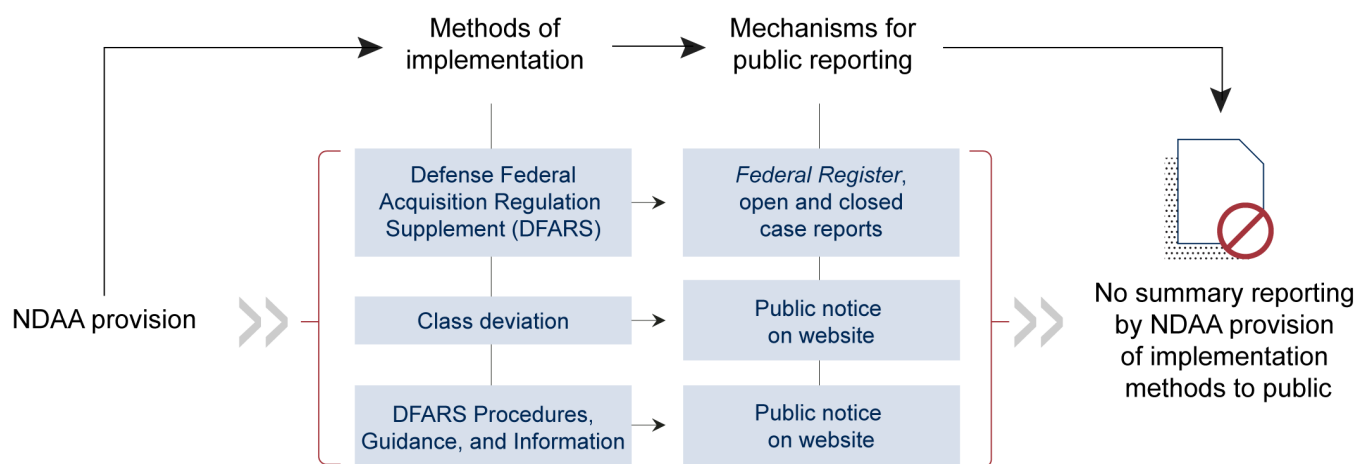 Methods of
implementation
Mechanisms for
public reporting
NDAA provision
Defense Federal
Acquisition Regulation
Supplement (DFARS)
Federal Register,
open and closed
case reports
Class deviation
Public notice
on website
DFARS Procedures,
Guidance, and Information
Public notice
on website
No summary reporting
by NDAA provision
of implementation
methods to public